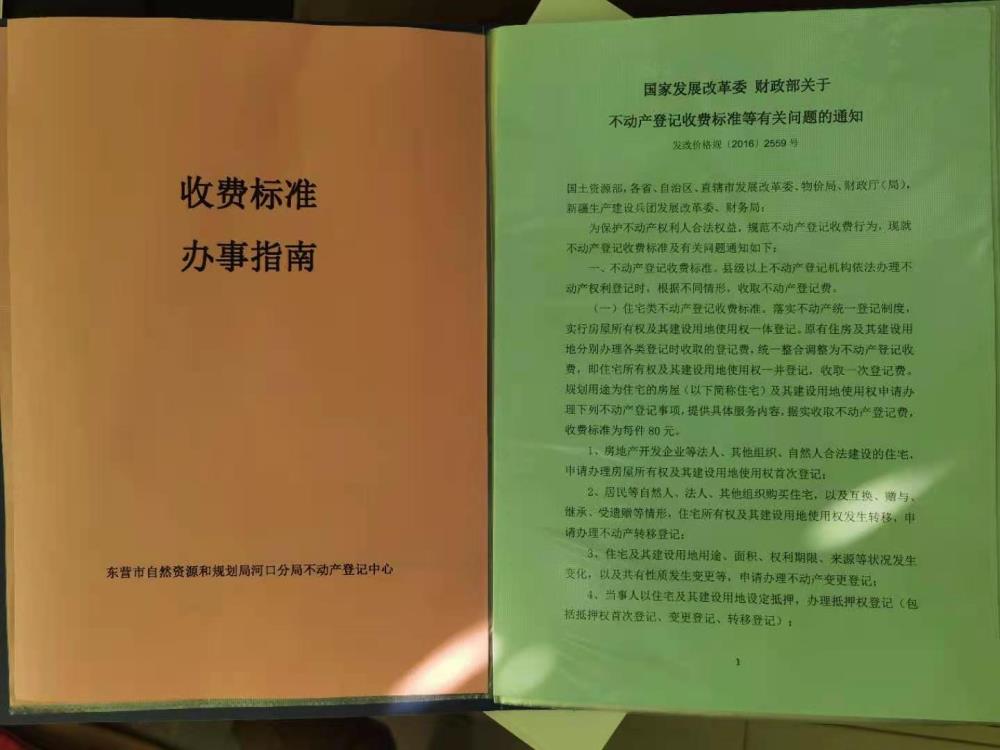 收费标准
办事指南
东营市自然资源和规划局河口分局不动产登记中心
国家发展改革委 财政部关于
不动产登记收费标准等有关问题的通知
发改价格规〔2016〕2559 号
国土资源部,各省、自治区、直辖市发展改革委、物价局、财政厅(局),
新疆生产建设兵团发展改革委、财务局:
为保护不动产权利人合法权益,规范不动产登记收费行为,现就
不动产登记收费标准及有关问题通知如下:
一、不动产登记收费标准。县级以上不动产登记机构依法办理不
动产权利登记时,根据不同情形,收取不动产登记费。
(一)住宅类不动产登记收费标准。落实不动产统一登记制度,
实行房屋所有权及其建设用地使用权一体登记。原有住房及其建设用
地分别办理各类登记时收取的登记费,统一整合调整为不动产登记收
费,即住宅所有权及其建设用地使用权一并登记,收取一次登记费。
规划用途为住宅的房屋(以下简称住宅)及其建设用地使用权申请办
理下列不动产登记事项,提供具体服务内容,据实收取不动产登记费,
收费标准为每件 80 元。
1、房地产开发企业等法人、其他组织、自然人合法建设的住宅,
申请办理房屋所有权及其建设用地使用权首次登记;
2、居民等自然人、法人、其他组织购买住宅,以及互换、赠与、
继承、受遗赠等情形,住宅所有权及其建设用地使用权发生转移,申
请办理不动产转移登记;
3、住宅及其建设用地用途、面积、权利期限、来源等状况发生
变化,以及共有性质发生变更等,申请办理不动产变更登记;
4、当事人以住宅及其建设用地设定抵押,办理抵押权登记(包
括抵押权首次登记、变更登记、转移登记);
1